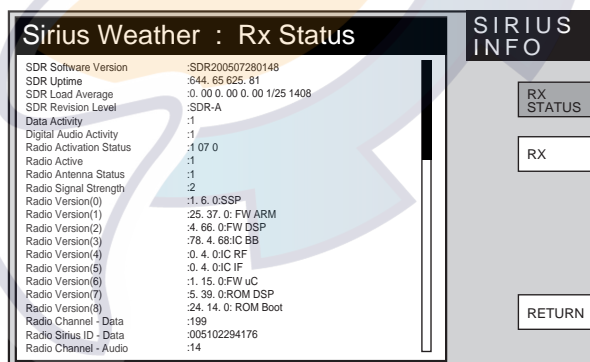 Sirius Weather : Rx Status
SDR Software Version :SDR200507280148
SDR Uptime :644. 65 625. 81
SDR Load Average :0. 00 0. 00 0. 00 1/25 1408
SDR Revision Level :SDR-A
Data Activity :1
Digital Audio Activity :1
Radio Activation Status :1 07 0
Radio Active :1
Radio Antenna Status :1
Radio Signal Strength :2
Radio Version(0) :1. 6. 0:SSP
Radio Version(1) :25. 37. 0: FW ARM
Radio Version(2) :4. 66. 0:FW DSP
Radio Version(3) :78. 4. 68:IC BB
Radio Version(4) :0. 4. 0:IC RF
Radio Version(5) :0. 4. 0:IC IF
Radio Version(6) :1. 15. 0:FW uC
Radio Version(7) :5. 39. 0:ROM DSP
Radio Version(8) :24. 14. 0: ROM Boot
Radio Channel - Data :199
Radio Sirius ID - Data :005102294176
Radio Channel - Audio :14
SIRIUS
INFO
RX
STATUS
RX
RETURN